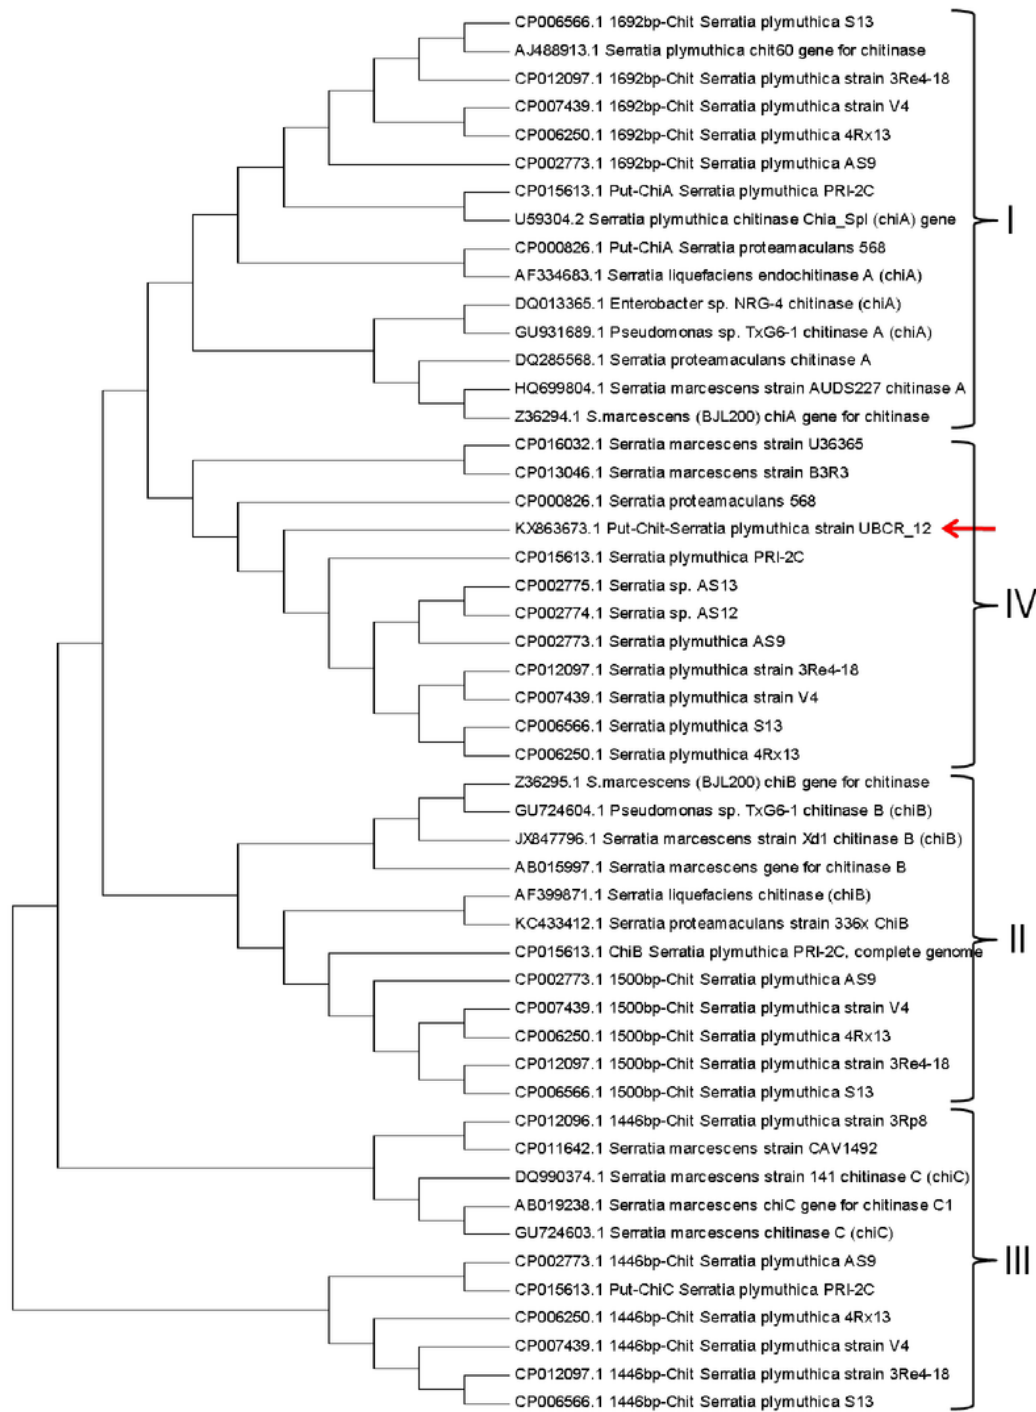 CP006566.1 1692bp-Chit Serratia plymuthica S13
AJ488913.1 Serratia plymuthica chit60 gene for chitinase
CP012097.1 1692bp-Chit Serratia plymuthica strain 3Re4-18
CP007439.1 1692bp-Chit Serratia plymuthica strain V4
CP006250.1 1692bp-Chit Serratia plymuthica 4Rx13
CP002773.1 1692bp-Chit Serratia plymuthica AS9
CP015613.1 Put-ChiA Serratia plymuthica PRI-2C
U59304.2 Serratia plymuthica chitinase Chia_Spl (chiA) gene
I
CP000826.1 Put-ChiA Serratia proteamaculans 568
AF334683.1 Serratia liquefaciens endochitinase A (chiA)
DQ013365.1 Enterobacter sp. NRG-4 chitinase (chiA)
GU931689.1 Pseudomonas sp. TxG6-1 chitinase A (chiA)
DQ285568.1 Serratia proteamaculans chitinase A
HQ699804.1 Serratia marcescens strain AUDS227 chitinase A
Z36294.1 S.marcescens (BJL200) chiA gene for chitinase
CP016032.1 Serratia marcescens strain U36365
CP013046.1 Serratia marcescens strain B3R3
CP000826.1 Serratia proteamaculans 568
KX863673.1 Put-Chit-Serratia plymuthica strain UBCR_12
CP015613.1 Serratia plymuthica PRI-2C
CP002775.1 Serratia sp. AS13
IV
CP002774.1 Serratia sp. AS12
CP002773.1 Serratia plymuthica AS9
CP012097.1 Serratia plymuthica strain 3Re4-18
CP007439.1 Serratia plymuthica strain V4
CP006566.1 Serratia plymuthica S13
CP006250.1 Serratia plymuthica 4Rx13
Z36295.1 S.marcescens (BJL200) chiB gene for chitinase
GU724604.1 Pseudomonas sp. TxG6-1 chitinase B (chiB)
JX847796.1 Serratia marcescens strain Xd1 chitinase B (chiB)
AB015997.1 Serratia marcescens gene for chitinase B
AF399871.1 Serratia liquefaciens chitinase (chiB)
KC433412.1 Serratia proteamaculans strain 336x ChiB
II
CP015613.1 ChiB Serratia plymuthica PRI-2C, complete genome
CP002773.1 1500bp-Chit Serratia plymuthica AS9
CP007439.1 1500bp-Chit Serratia plymuthica strain V4
CP006250.1 1500bp-Chit Serratia plymuthica 4Rx13
CP012097.1 1500bp-Chit Serratia plymuthica strain 3Re4-18
CP006566.1 1500bp-Chit Serratia plymuthica S13
CP012096.1 1446bp-Chit Serratia plymuthica strain 3Rp8
CP011642.1 Serratia marcescens strain CAV1492
DQ990374.1 Serratia marcescens strain 141 chitinase C (chiC)
AB019238.1 Serratia marcescens chiC gene for chitinase C1
GU724603.1 Serratia marcescens chitinase C (chiC)
III
CP002773.1 1446bp-Chit Serratia plymuthica AS9
CP015613.1 Put-ChiC Serratia plymuthica PRI-2C
CP006250.1 1446bp-Chit Serratia plymuthica 4Rx13
CP007439.1 1446bp-Chit Serratia plymuthica strain V4
CP012097.1 1446bp-Chit Serratia plymuthica strain 3Re4-18
CP006566.1 1446bp-Chit Serratia plymuthica S13